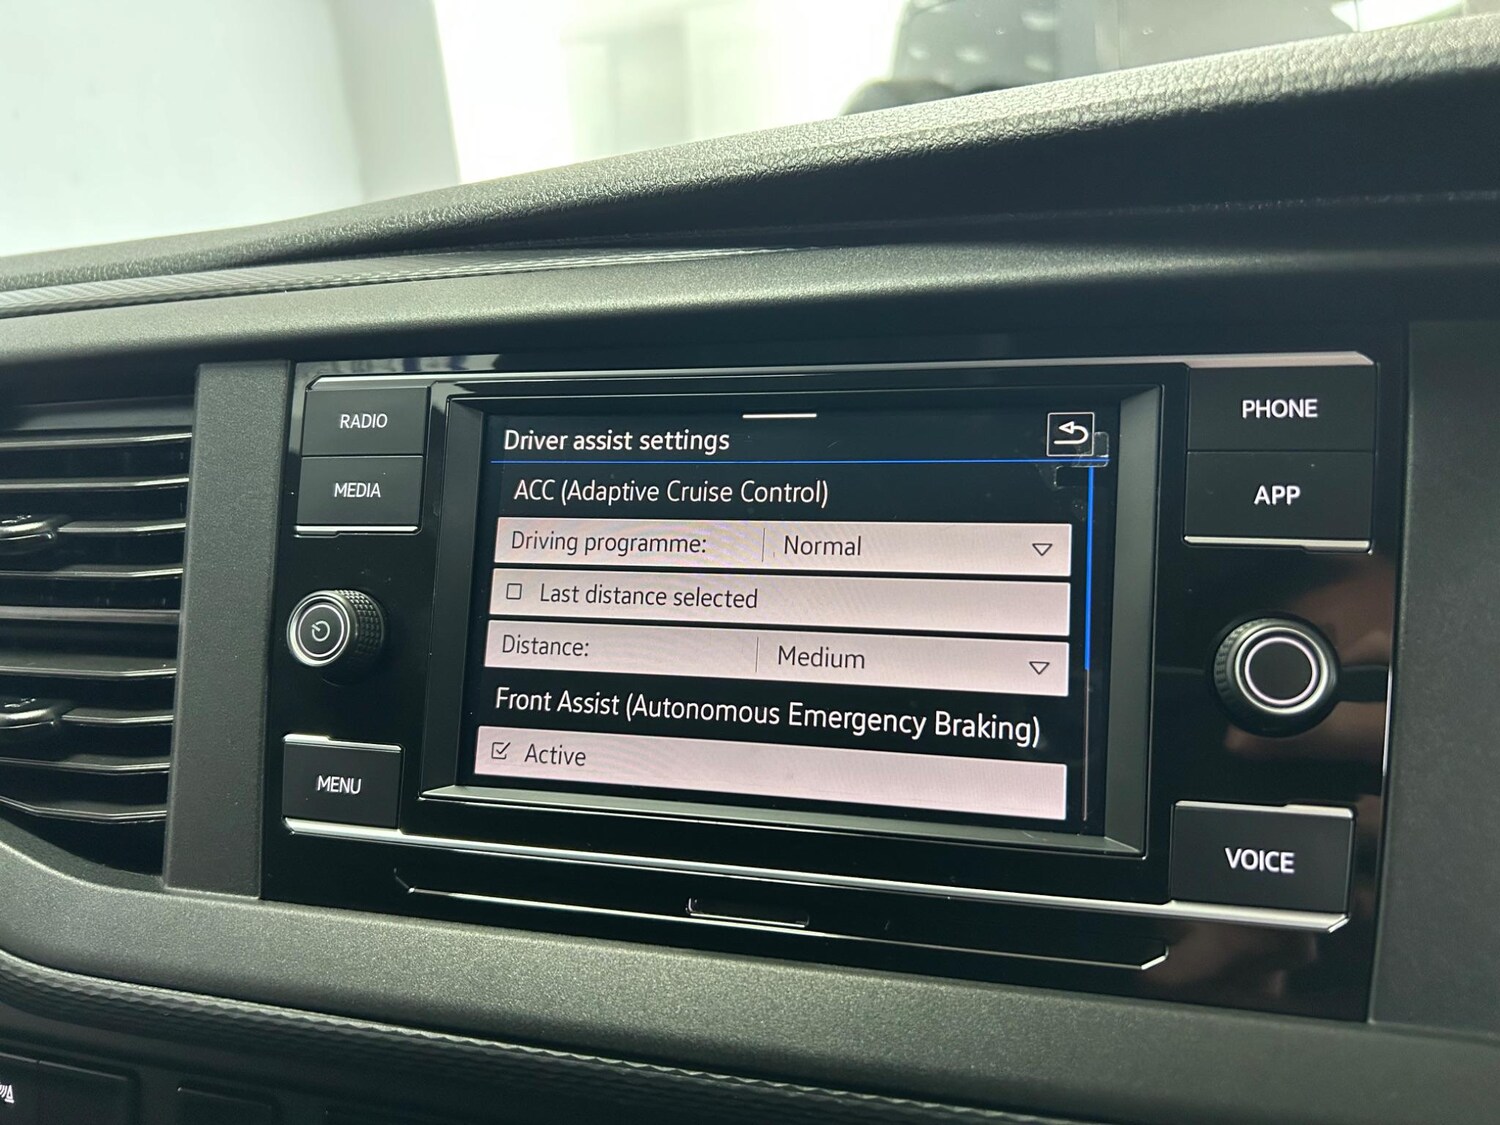 RADIO
MEDIA
MENU
Driver assist settings
ACC (Adaptive Cruise Control)
Driving programme: Normal
Last distance selected
Distance: Medium
Front Assist (Autonomous Emergency Braking)
Active
PHONE
APP
VOICE